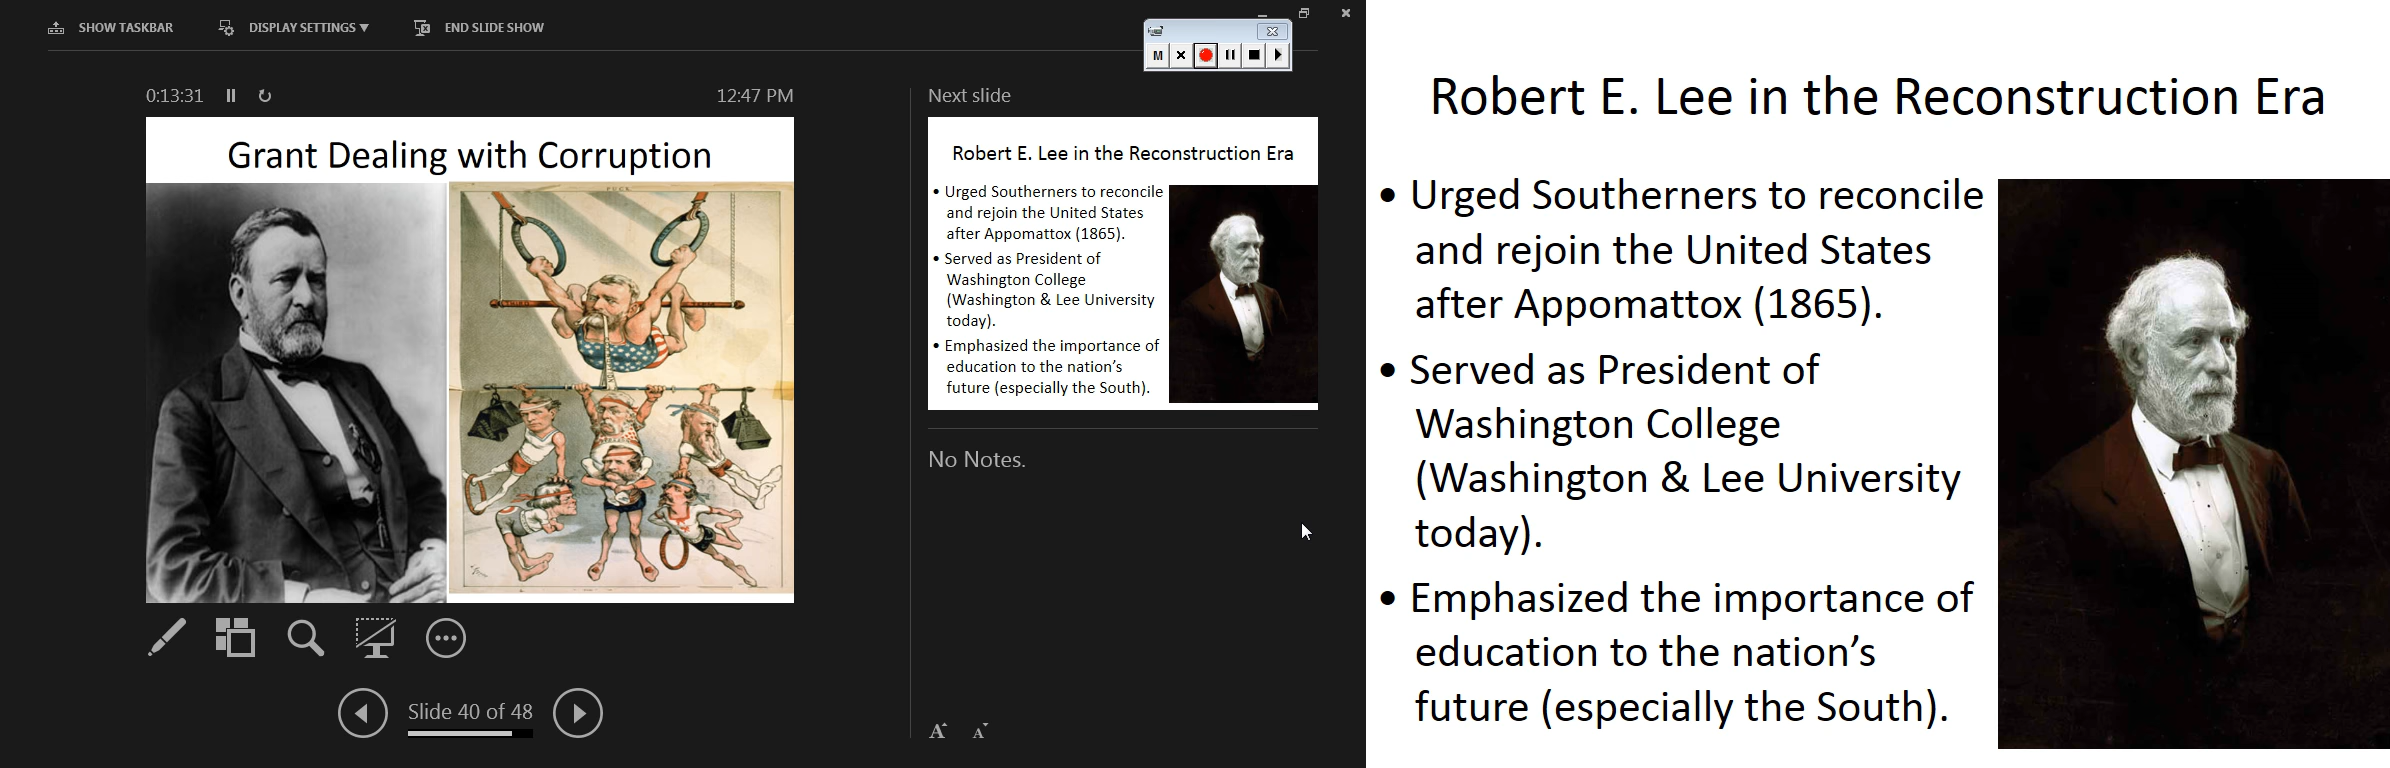 SHOW TASKBAR
DISPLAY SETTINGS ▼
END SLIDE SHOW
M
0:13:31
12:47 PM
Grant Dealing with Corruption
PUCK
Slide 40 of 48
Next slide
Robert E. Lee in the Reconstruction Era
• Urged Southerners to reconcile
and rejoin the United States
after Appomattox (1865).
• Served as President of
Washington College
(Washington & Lee University
today).
• Emphasized the importance of
education to the nation’s
future (especially the South).
No Notes.
A A
Robert E. Lee in the Reconstruction Era
• Urged Southerners to reconcile
and rejoin the United States
after Appomattox (1865).
• Served as President of
Washington College
(Washington & Lee University
today).
• Emphasized the importance of
education to the nation’s
future (especially the South).